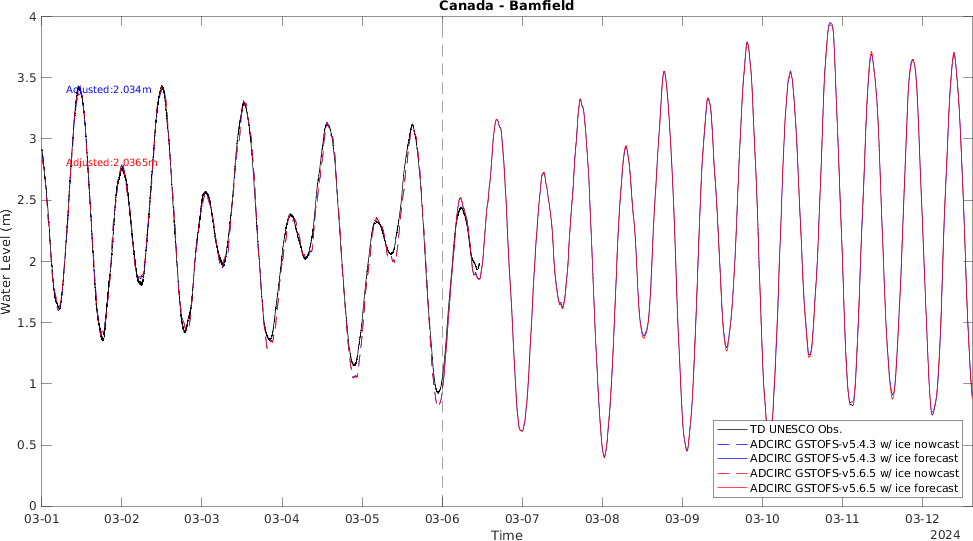 Canada - Bamfield
4
3.5
3
2.5
2
1.5
1
0.5
0
Water Level (m)
Adjusted:2.034m
Adjusted:2.0365m
TD UNESCO Obs.
ADCIRC GSTOFS-v5.4.3 w/ ice nowcast
ADCIRC GSTOFS-v5.4.3 w/ ice forecast
ADCIRC GSTOFS-v5.6.5 w/ ice nowcast
ADCIRC GSTOFS-v5.6.5 w/ ice forecast
03-01 03-02 03-03 03-04 03-05 03-06 03-07 03-08 03-09 03-10 03-11 03-12
Time
2024